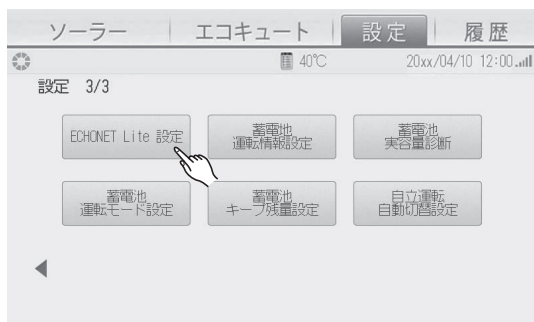 ソーラー エコキュート 設定 履歴
40℃ 20xx/04/10 12:00
設定 3/3
ECHONET Lite 設定
蓄電地
運転情報設定
蓄電池
実容量診断
蓄電池
運転モード設定
蓄電池
キープ残量設定
自立運転
自動切替設定